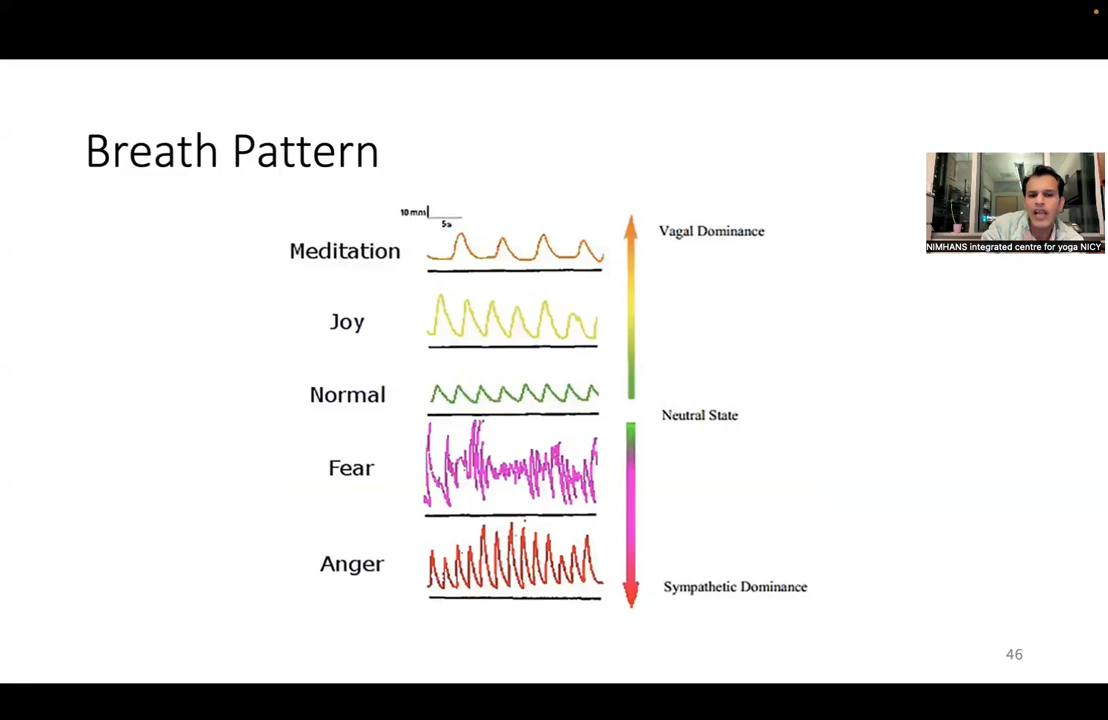 Breath Pattern
10 mm
5s
Meditation
Joy
Normal
Fear
Anger
Vagal Dominance
Neutral State
Sympathetic Dominance
NIMHANS integrated centre for yoga NICY
46